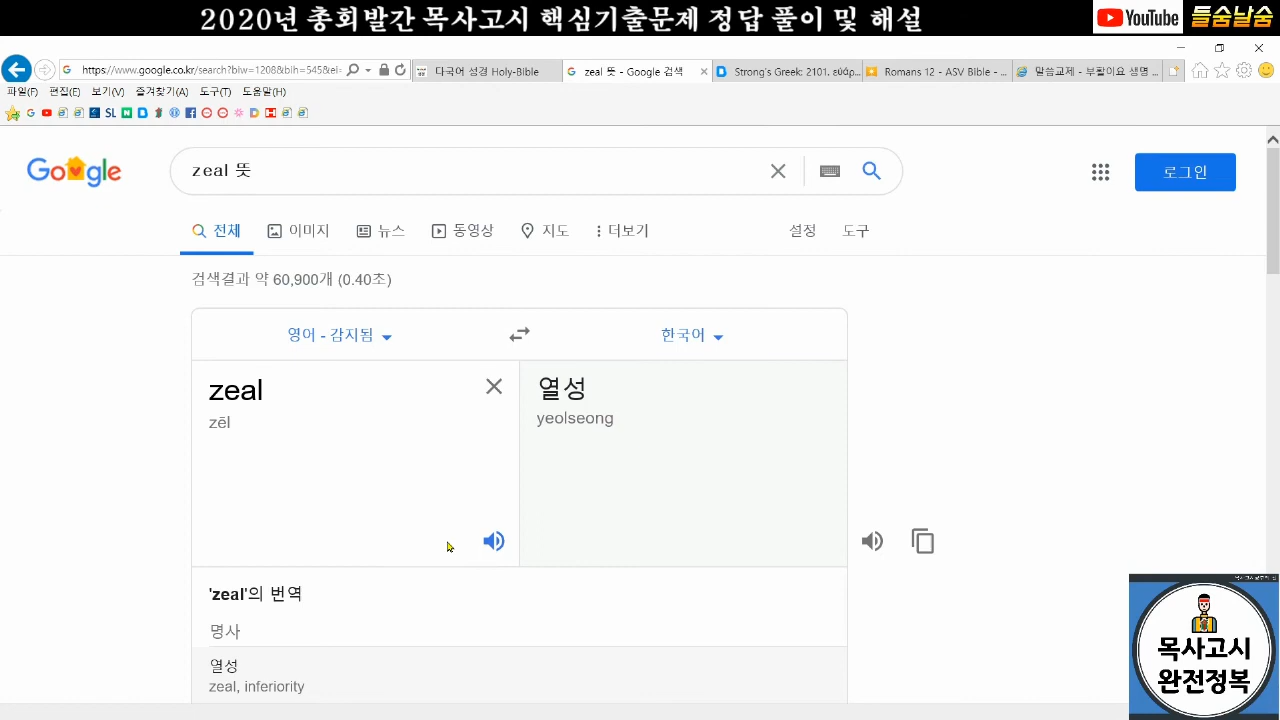 2020년 총회발간 목사고시 핵심기출문제 정답 풀이 및 해설
YouTube 들숨날숨
https://www.google.co.kr/search?biw=1208&bih=545&ei=
다국어 성경 Holy-Bible
zeal 뜻 - Google 검색
Strong's Greek: 2101. εὐάρ...
Romans 12 - ASV Bible - ...
말씀교제 - 부활이요 생명 ...
파일(F) 편집(E) 보기(V) 즐겨찾기(A) 도구(T) 도움말(H)
SL
Google
zeal 뜻
로그인
전체 이미지 뉴스 동영상 지도 더보기 설정 도구
검색결과 약 60,900개 (0.40초)
영어 - 감지됨 한국어
zeal
zēl
열성
yeolseong
'zeal'의 번역
명사
열성
zeal, inferiority
목사고시
완전정복